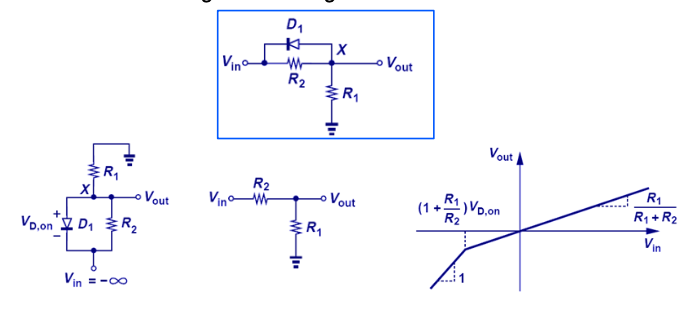 D1
Vin
X
Vout
R2
R1
R1
X
Vout
VD,on
+
−
D1
R2
Vin = −∞
R2
Vin
Vout
R1
Vout
(1 + R1/R2) VD,on
R1/(R1 + R2)
Vin
1